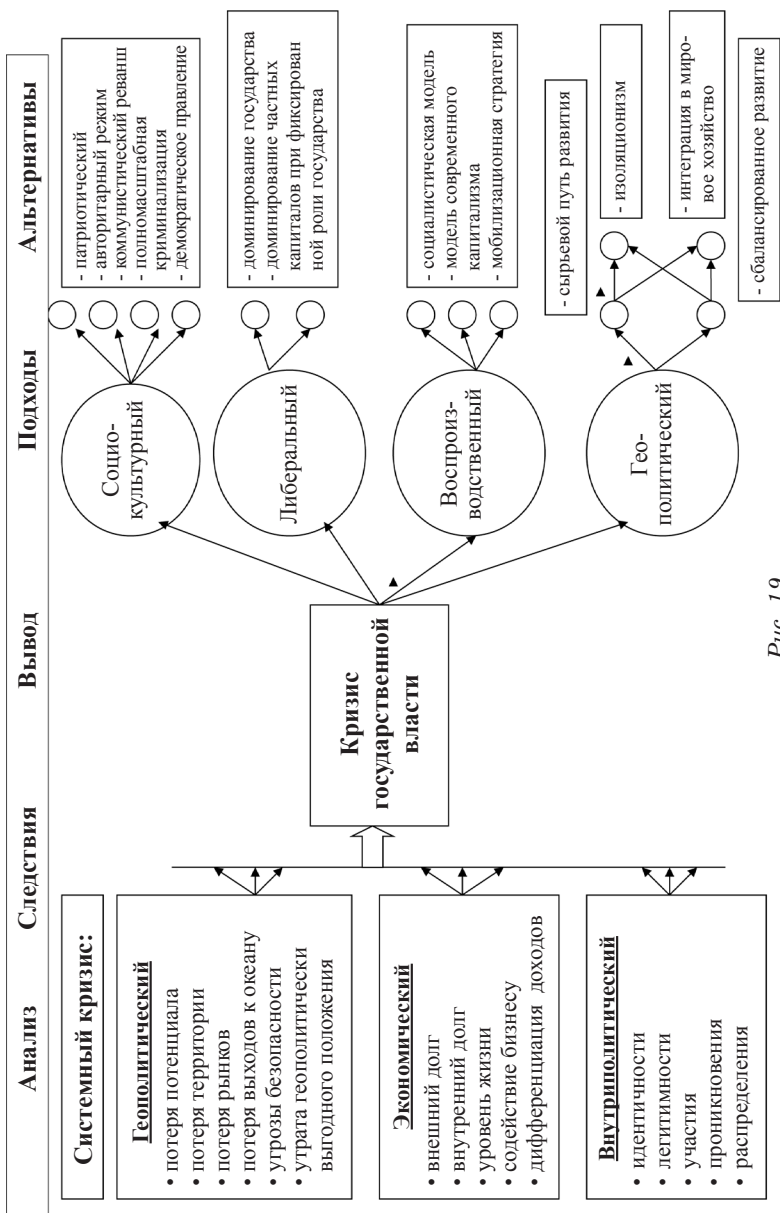 Анализ
Следствия
Вывод
Подходы
Альтернативы
Системный кризис:
Геополитический
• потеря потенциала
• потеря территории
• потеря рынков
• потеря выходов к океану
• угрозы безопасности
• утрата геополитически
выгодного положения
Экономический
• внешний долг
• внутренний долг
• уровень жизни
• содействие бизнесу
• дифференциация доходов
Внутриполитический
• идентичности
• легитимности
• участия
• проникновения
• распределения
Кризис
государственной
власти
Социо-
культурный
Либеральный
Воспроиз-
водственный
Гео-
политический
- патриотический
- авторитарный режим
- коммунистический реванш
- полномасштабная
криминализация
- демократическое правление
- доминирование государства
- доминирование частных
капиталов при фиксирован
ной роли государства
- социалистическая модель
- модель современного
капитализма
- мобилизационная стратегия
- сырьевой путь развития
- изоляционизм
- интеграция в миро-
вое хозяйство
- сбалансированное развитие
Рис. 19